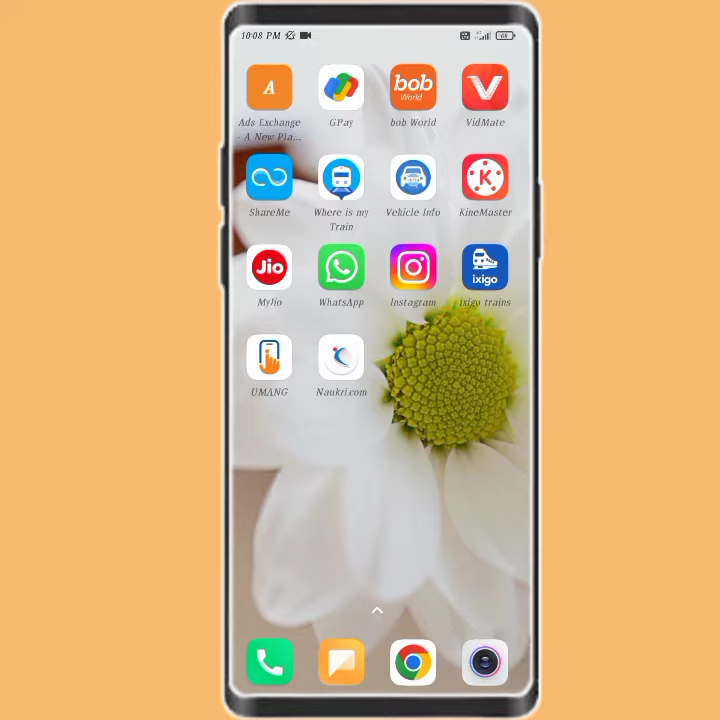 10:08 PM
68
A
bob
World
Ads Exchange
- A New Pla...
GPay
bob World
VidMate
K
ShareMe
Where is my
Train
Vehicle Info
KineMaster
Jio
ixigo
MyJio
WhatsApp
Instagram
ixigo trains
UMANG
Naukri.com